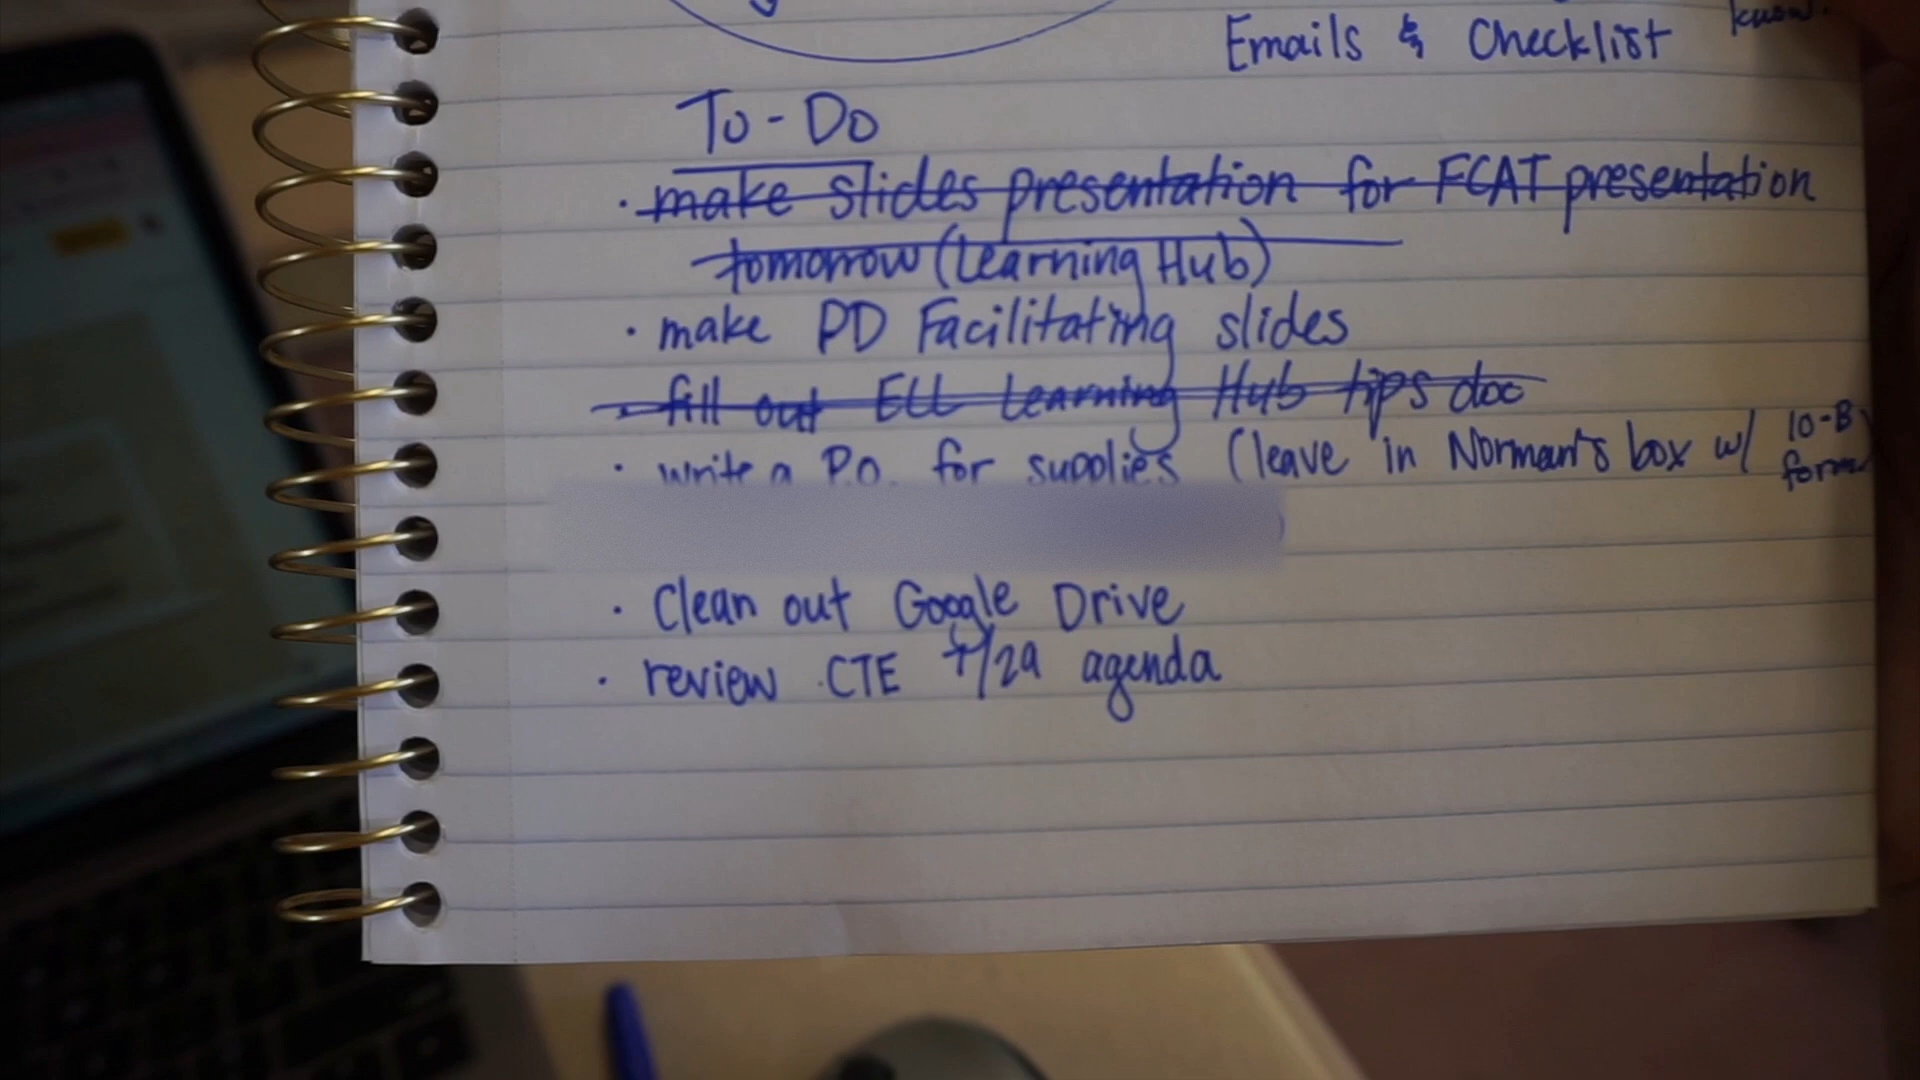 know.
Emails & Checklist
To-Do
· make slides presentation for FCAT presentation
tomorrow (Learning Hub)
· make PD Facilitating slides
· fill out ELL Learning Hub tips doc
· write a P.O. for supplies (leave in Norman's box w/ 10-B
form)
· Clean out Google Drive
· review CTE 7/29 agenda